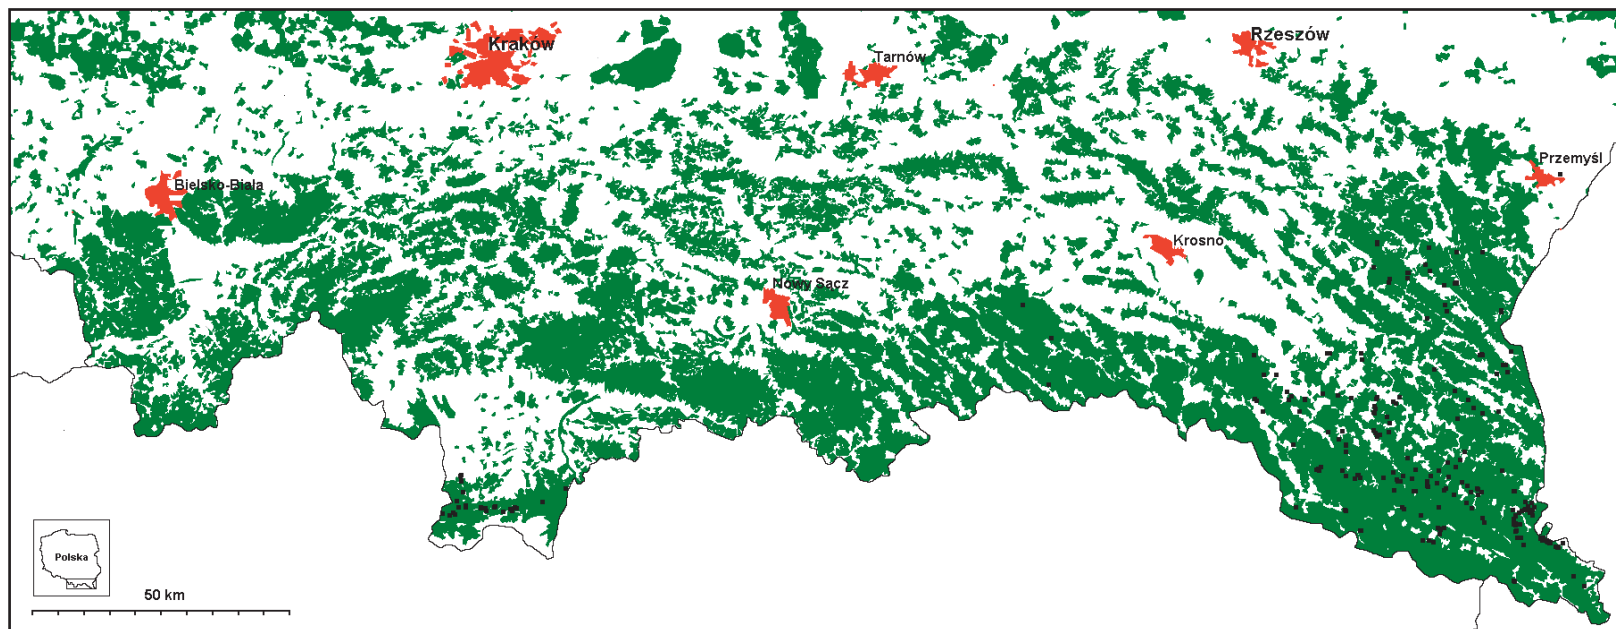 Kraków
Rzeszów
Tarnów
Przemyśl
Bielsko-Biała
Krosno
Nowy Sącz
Polska
50 km